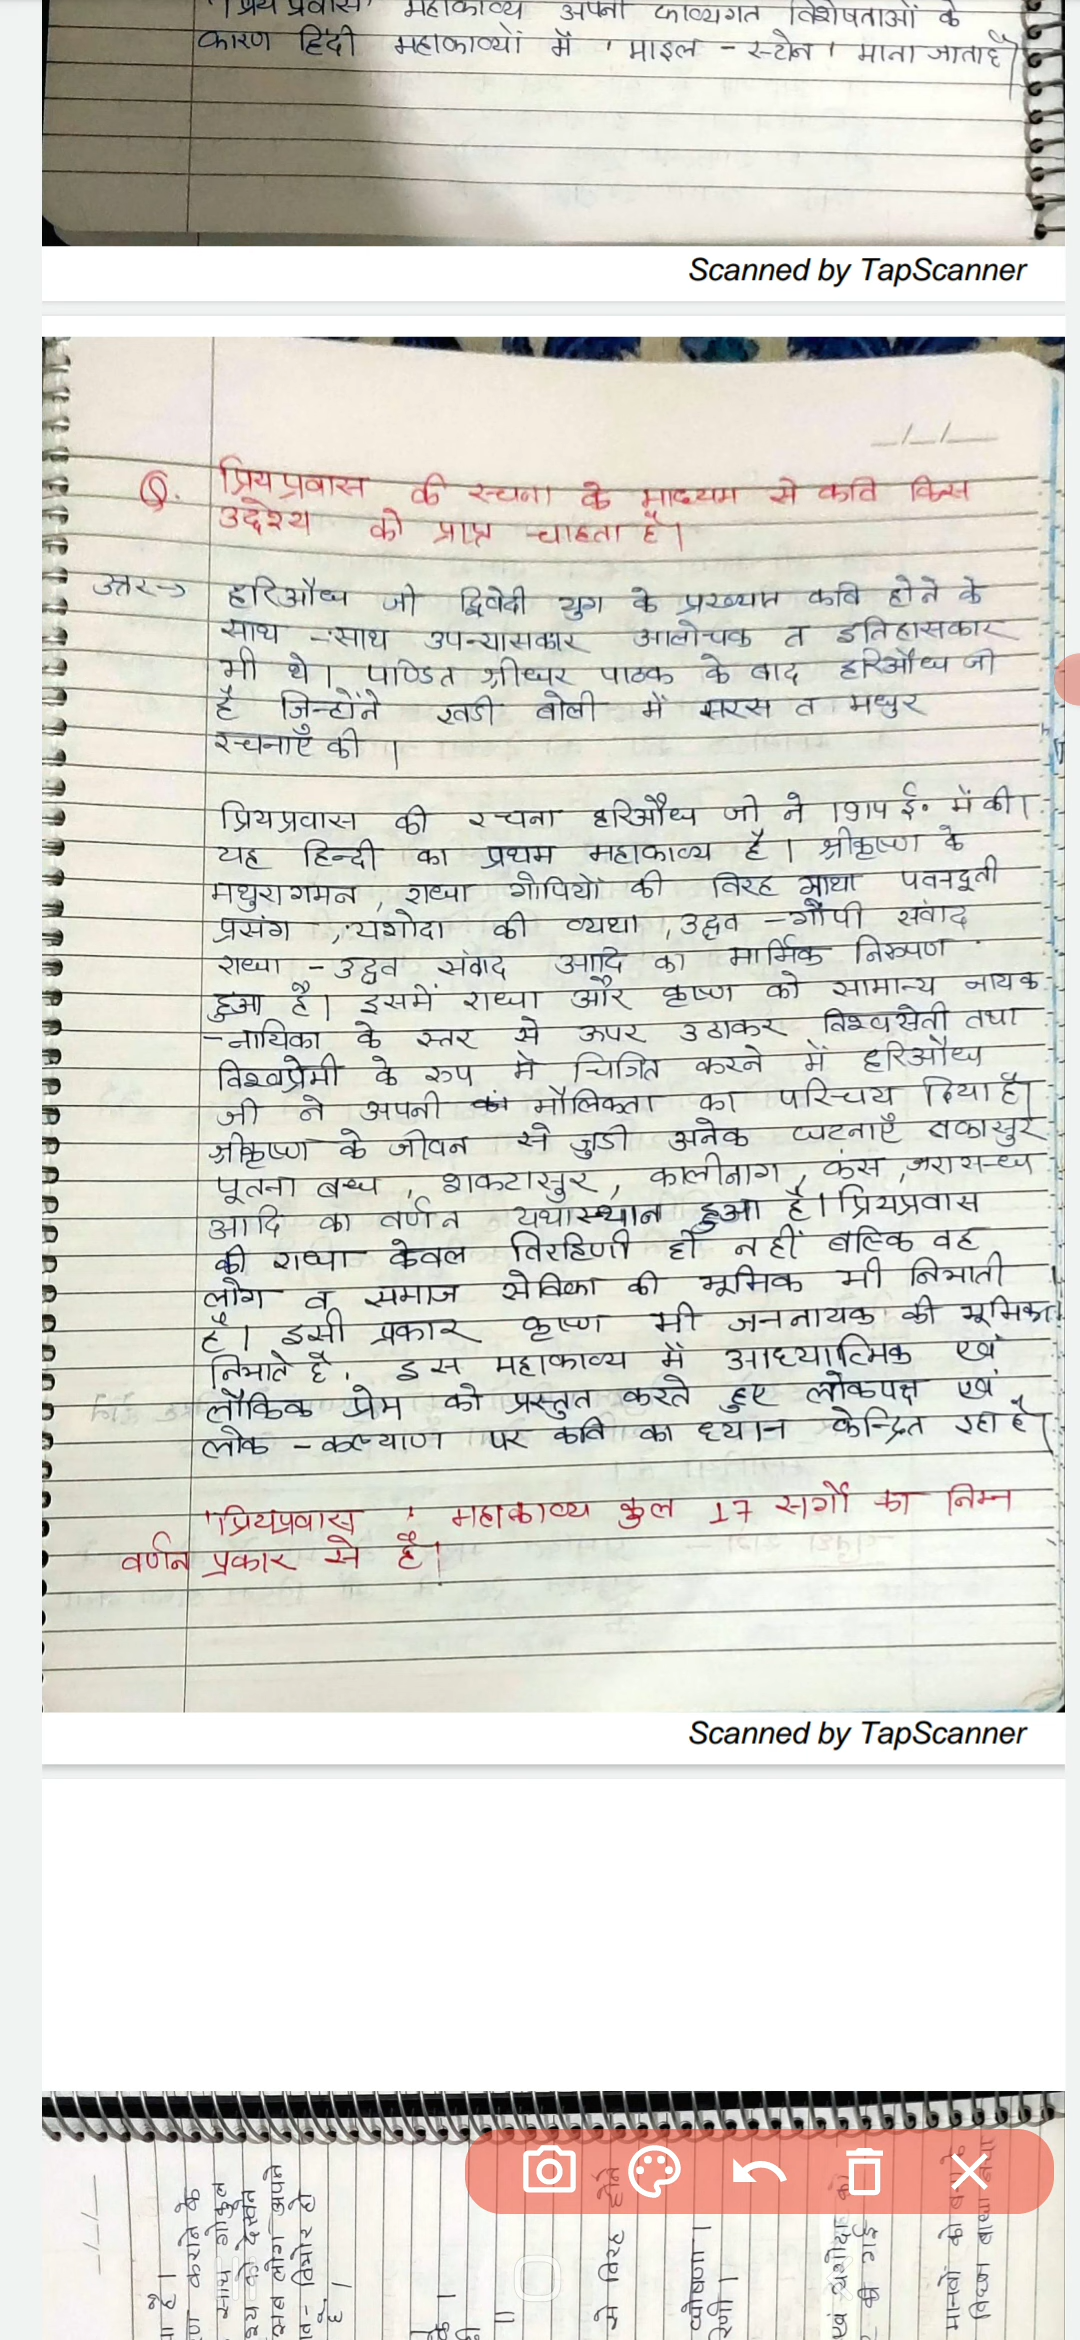 'प्रिय प्रवास' महाकाव्य अपनी काव्यगत विशेषताओं के
कारण हिंदी महाकाव्यों में ' माइल - स्टोन ' माना जाता है।
Scanned by TapScanner
Q. प्रिय प्रवास की रचना के माध्यम से कवि किस
उद्देश्य को प्राप्त चाहता है।
उत्तर→ हरिऔध जी द्विवेदी युग के प्रख्यात कवि होने के
साथ - साथ उपन्यासकार आलोचक व इतिहासकार
भी थे। पाण्डित श्रीधर पाठक के बाद हरिऔध जी
है जिन्होंने खडी बोली में सरस व मधुर
रचनाएँ की ।
प्रियप्रवास की रचना हरिऔध जी ने 1914 ई॰ में की।
यह हिन्दी का प्रथम महाकाव्य है । श्रीकृष्ण के
मथुरागमन , राधा गोपियों की विरह गाथा पवनदूती
प्रसंग , यशोदा की व्यथा , उद्धव - गोपी संवाद
राधा - उद्धव संवाद आदि का मार्मिक निरूपण
हुआ है। इसमें राधा और कृष्ण को सामान्य नायक
- नायिका के स्तर से ऊपर उठाकर विश्वसेवी तथा
विश्वप्रेमी के रूप में चित्रित करने में हरिऔध
जी ने अपनी मौलिकता का परिचय दिया है।
श्रीकृष्ण के जीवन से जुडी अनेक घटनाएँ बकासुर
पूतना बध , शकटासुर , कालीनाग , कंस , जरासन्ध
आदि का वर्णन यथास्थान हुआ है। प्रियप्रवास
की राधा केवल विरहिणी ही नहीं बल्कि वह
लोग व समाज सेविका की भूमिक भी निभाती
है । इसी प्रकार कृष्ण भी जननायक की भूमिका
निभाते है. इस महाकाव्य में आध्यात्मिक एवं
लौकिक प्रेम को प्रस्तुत करते हुए लोकपक्ष एवं
लोक - कल्याण पर कवि का ध्यान केन्द्रित रहा है।
'प्रियप्रवास ' महाकाव्य कुल 17 सर्गों का निम्न
वर्णन प्रकार से है।
Scanned by TapScanner